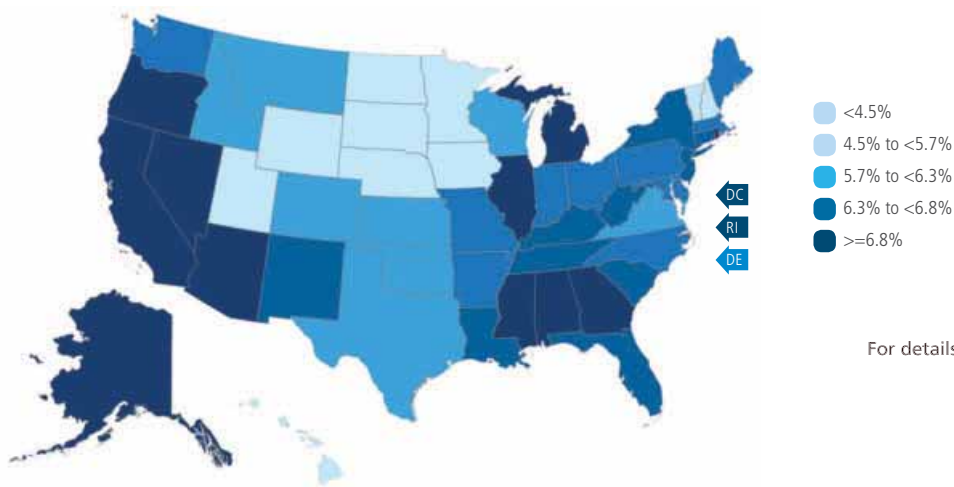 <4.5%
4.5% to <5.7%
5.7% to <6.3%
6.3% to <6.8%
>=6.8%
DC
RI
DE
For details